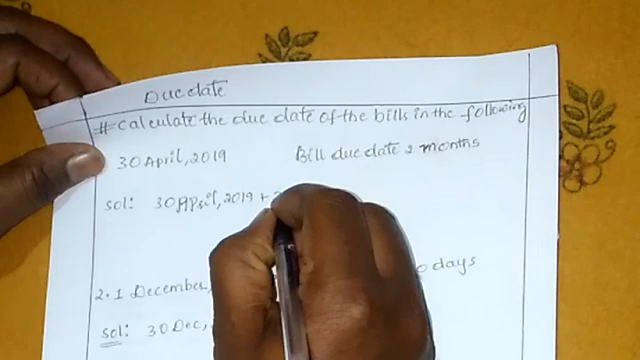 Due date
# calculate the due date of the bills in the following
30 April, 2019 Bill due date 2 months
sol: 30 April, 2019 +
2. 1 December, days
sol: 30 Dec,